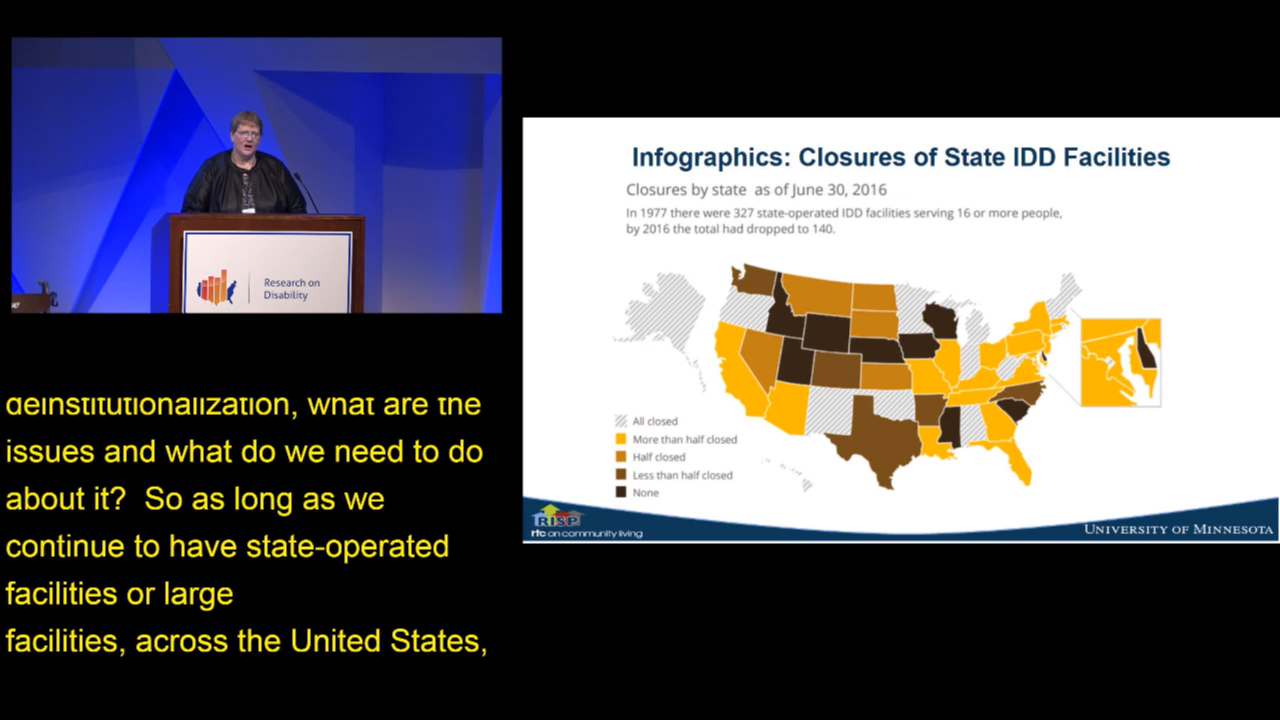 Research on
Disability
deinstitutionalization, what are the
issues and what do we need to do
about it?  So as long as we
continue to have state-operated
facilities or large
facilities, across the United States,
Infographics: Closures of State IDD Facilities
Closures by state as of June 30, 2016
In 1977 there were 327 state-operated IDD facilities serving 16 or more people,
by 2016 the total had dropped to 140.
All closed
More than half closed
Half closed
Less than half closed
None
RISP
rtc on community living
UNIVERSITY OF MINNESOTA